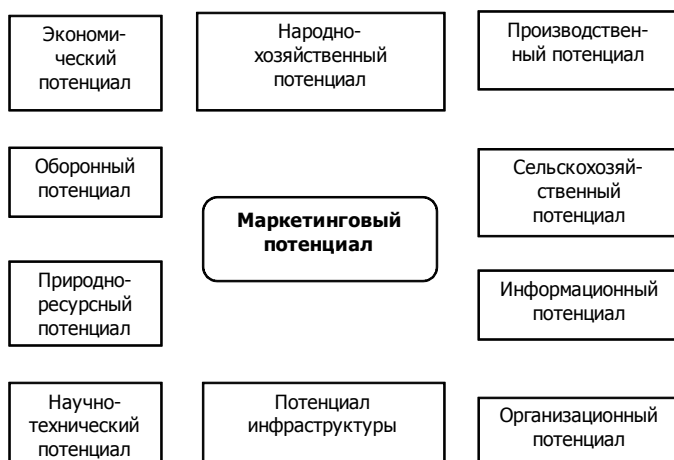 Экономи-
ческий
потенциал
Народно-
хозяйственный
потенциал
Производствен-
ный потенциал
Оборонный
потенциал
Маркетинговый
потенциал
Сельскохозяй-
ственный
потенциал
Природно-
ресурсный
потенциал
Информационный
потенциал
Научно-
технический
потенциал
Потенциал
инфраструктуры
Организационный
потенциал